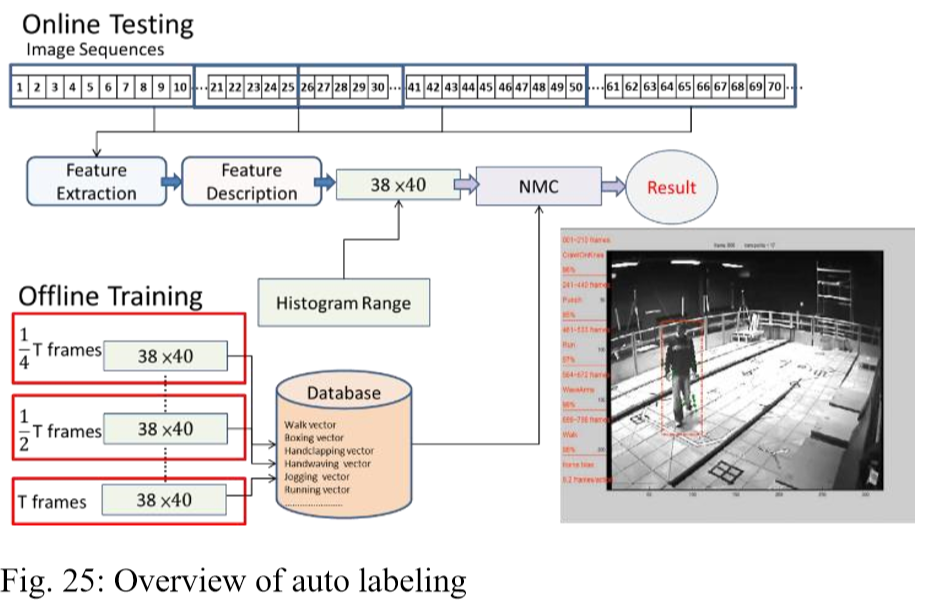 Online Testing
Image Sequences
1 2 3 4 5 6 7 8 9 10 ... 21 22 23 24 25 26 27 28 29 30 ... 41 42 43 44 45 46 47 48 49 50 .... 61 62 63 64 65 66 67 68 69 70 ...
Feature
Extraction
Feature
Description
38 ×40
NMC
Result
Histogram Range
Offline Training
1/4 T frames
38 ×40
1/2 T frames
38 ×40
T frames
38 ×40
Database
Walk vector
Boxing vector
Handclapping vector
Handwaving vector
Jogging vector
Running vector
.....................
Punch
Run
Walk
Fig. 25: Overview of auto labeling